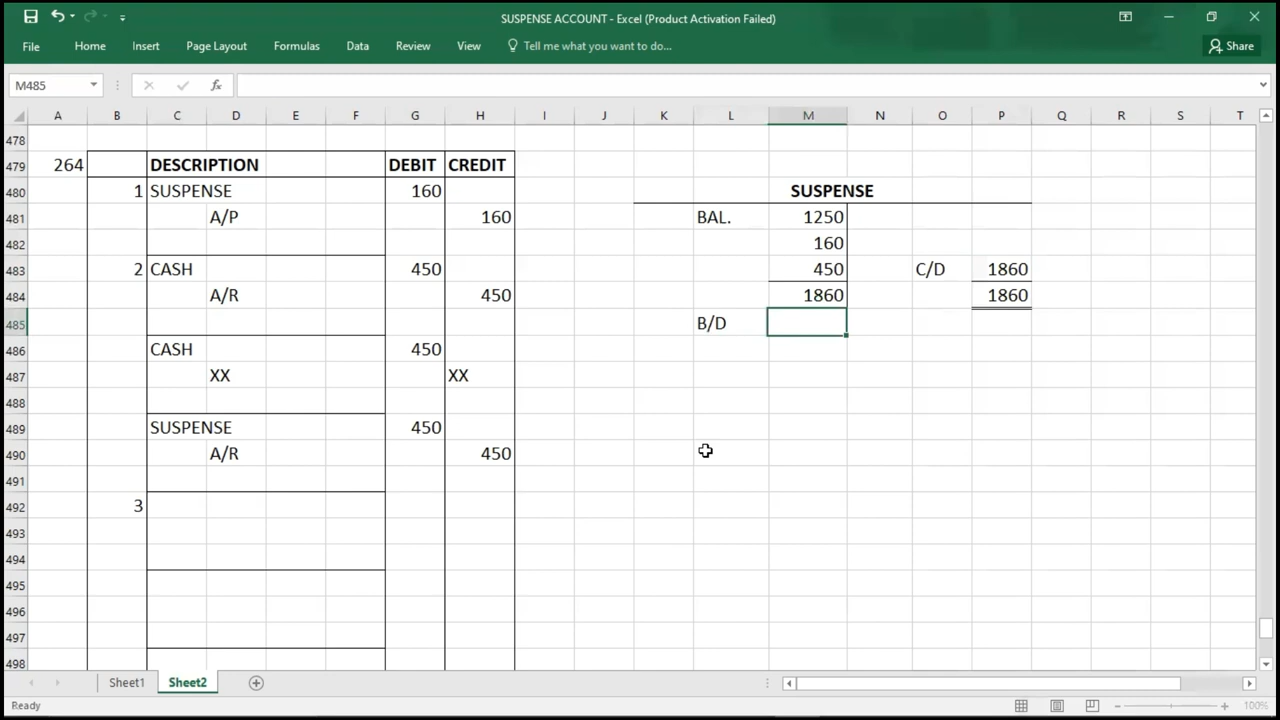 SUSPENSE ACCOUNT - Excel (Product Activation Failed)
File Home Insert Page Layout Formulas Data Review View Tell me what you want to do... Share
M485 fx
A B C D E F G H I J K L M N O P Q R S T
478
479 264 DESCRIPTION DEBIT CREDIT
480 1 SUSPENSE 160 SUSPENSE
481 A/P 160 BAL. 1250
482 160
483 2 CASH 450 450 C/D 1860
484 A/R 450 1860 1860
485 B/D
486 CASH 450
487 XX XX
488
489 SUSPENSE 450
490 A/R 450
491
492 3
493
494
495
496
497
498
Sheet1 Sheet2
Ready 100%